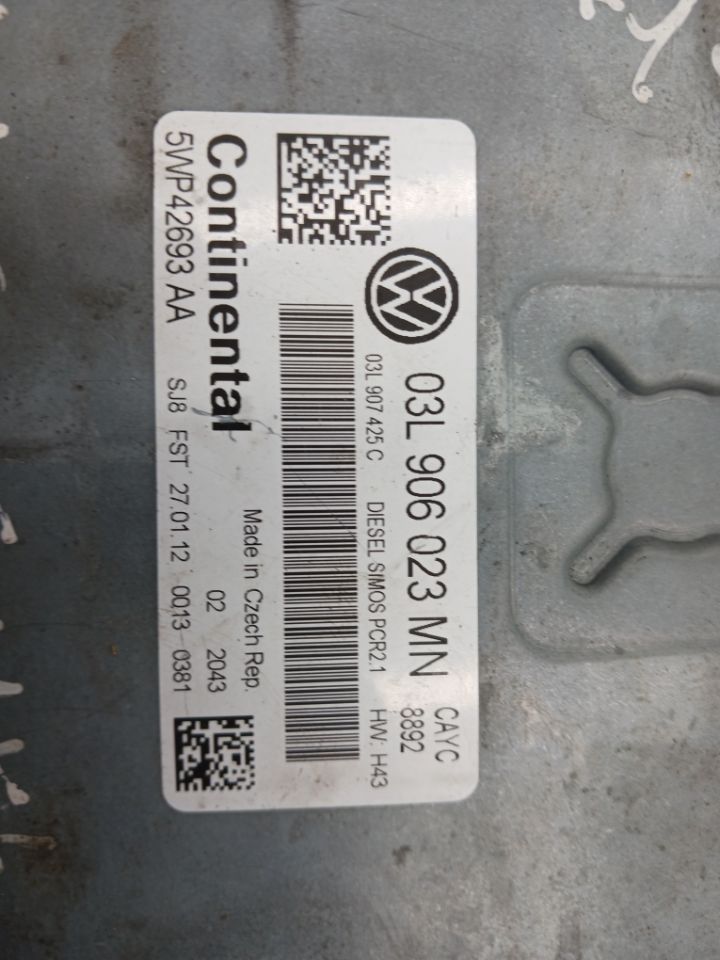 03L 906 023 MN CAYC
8892
03L 907 425 C DIESEL SIMOS PCR2.1 HW: H43
Made in Czech Rep.
Continental 02 2043
5WP42693 AA SJ8 FST 27.01.12 0013 0381